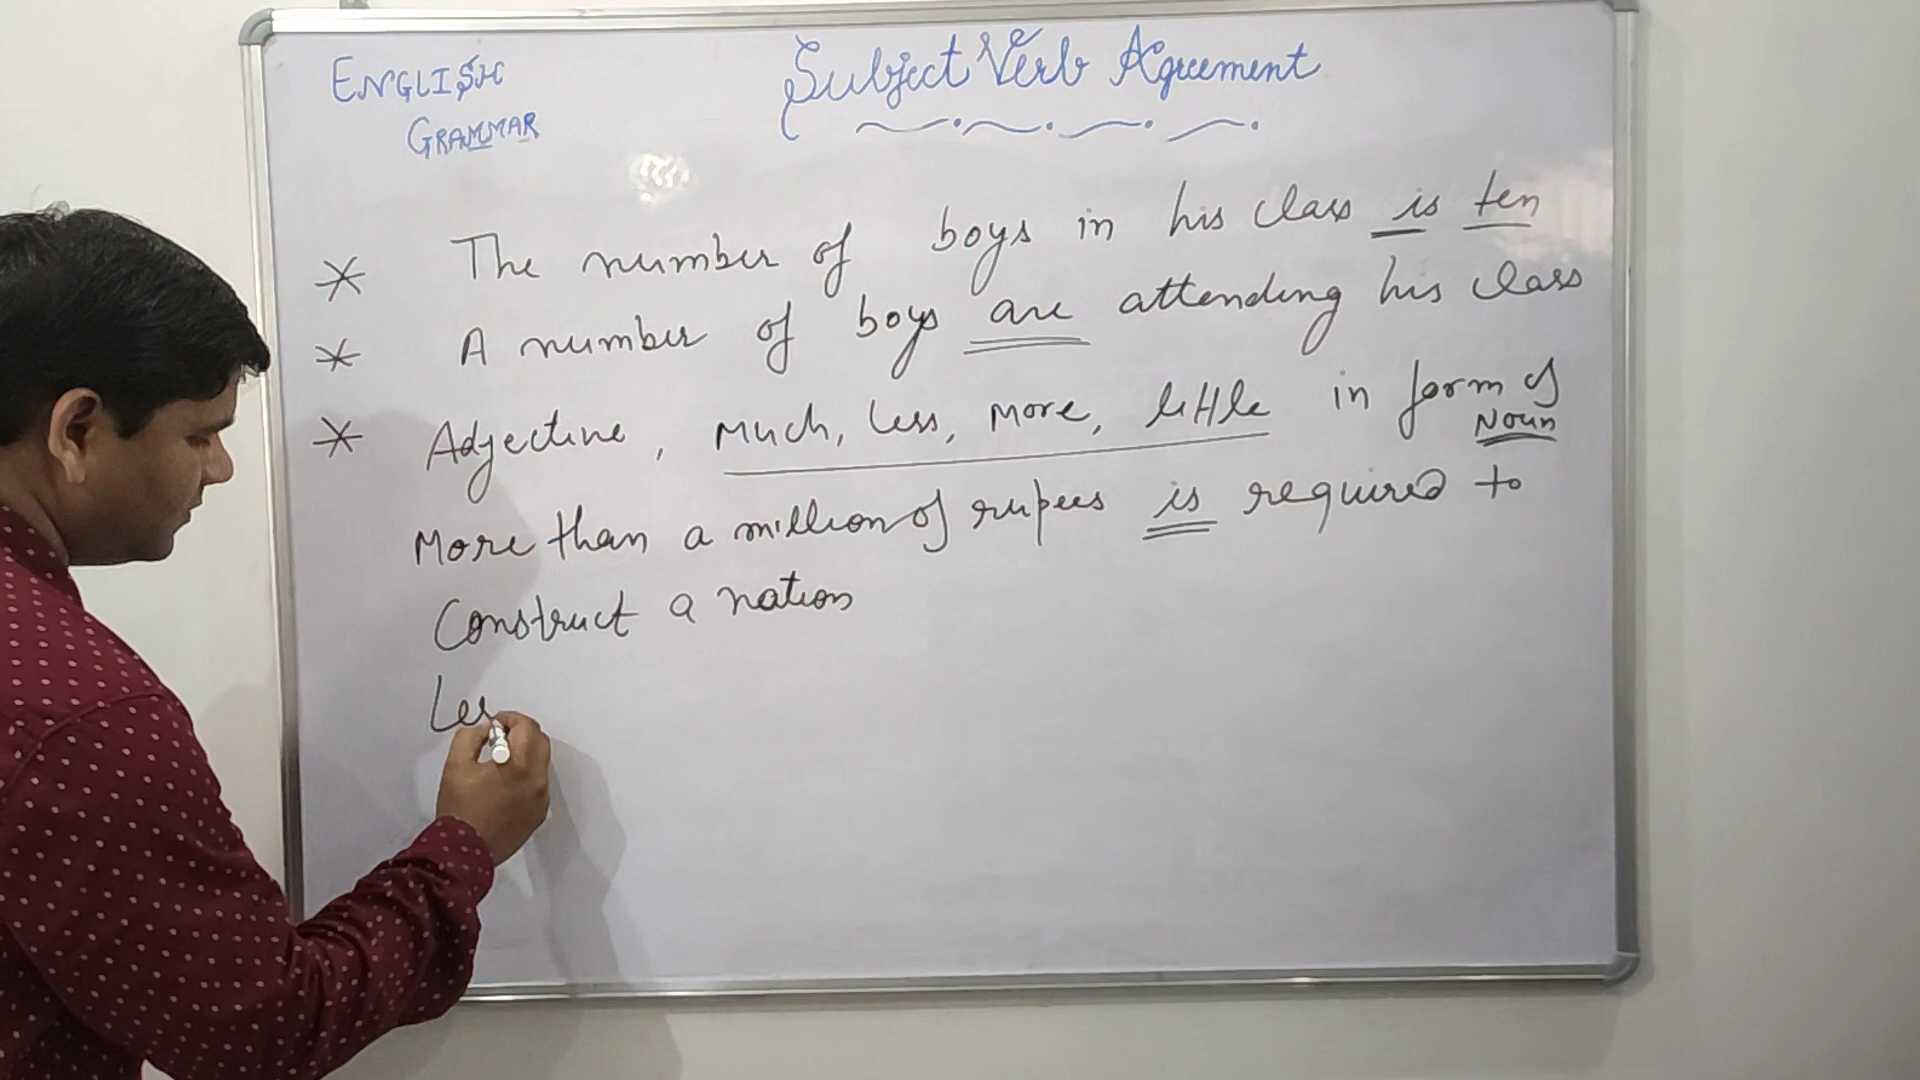 ENGLISH
GRAMMAR
Subject Verb Agreement
* The number of boys in his class is ten
* A number of boys are attending his class
* Adjective, Much, less, More, little in form of
Noun
More than a million of rupees is required to
Construct a nation
Les